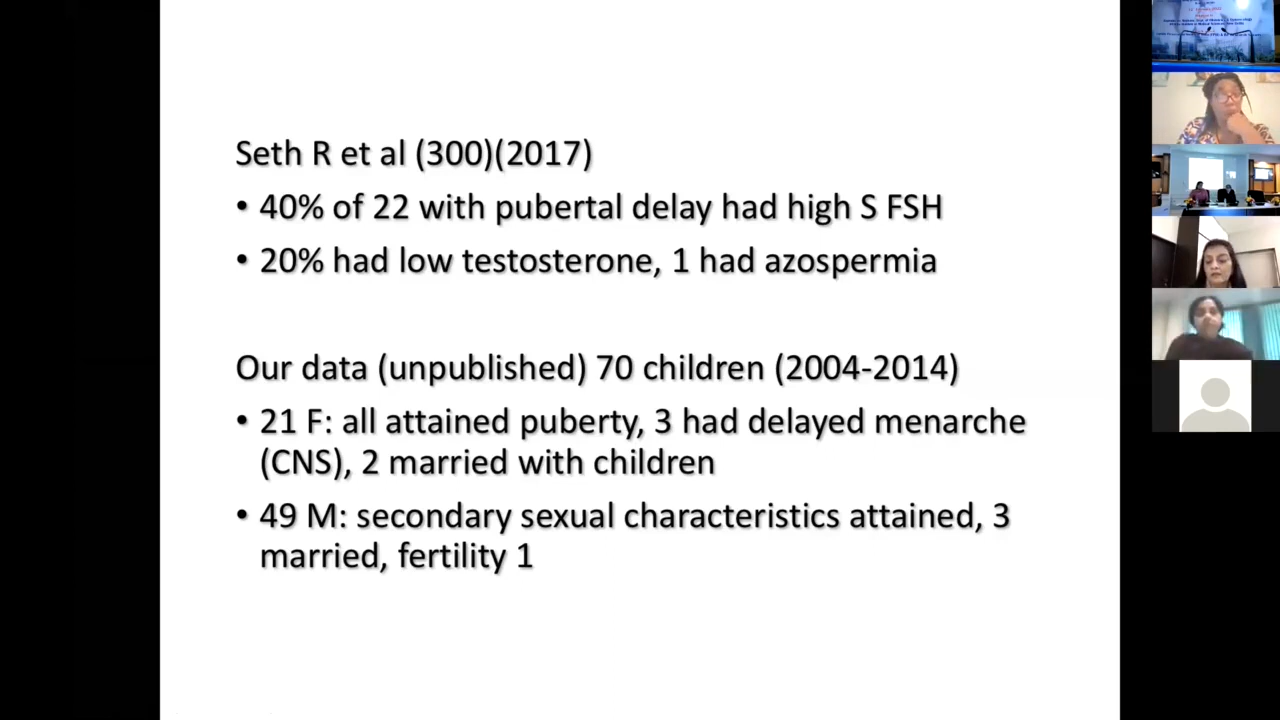 Seth R et al (300)(2017)
• 40% of 22 with pubertal delay had high S FSH
• 20% had low testosterone, 1 had azospermia
Our data (unpublished) 70 children (2004-2014)
• 21 F: all attained puberty, 3 had delayed menarche
(CNS), 2 married with children
• 49 M: secondary sexual characteristics attained, 3
married, fertility 1